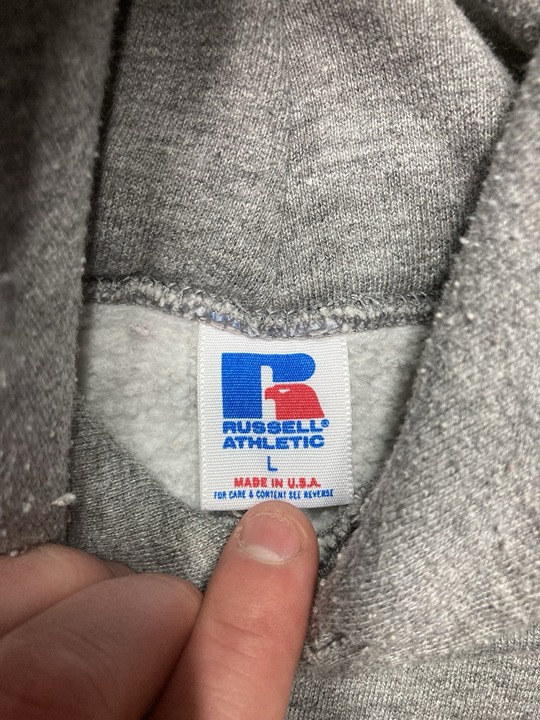 RUSSELL®
ATHLETIC
L
MADE IN U.S.A.
FOR CARE & CONTENT SEE REVERSE